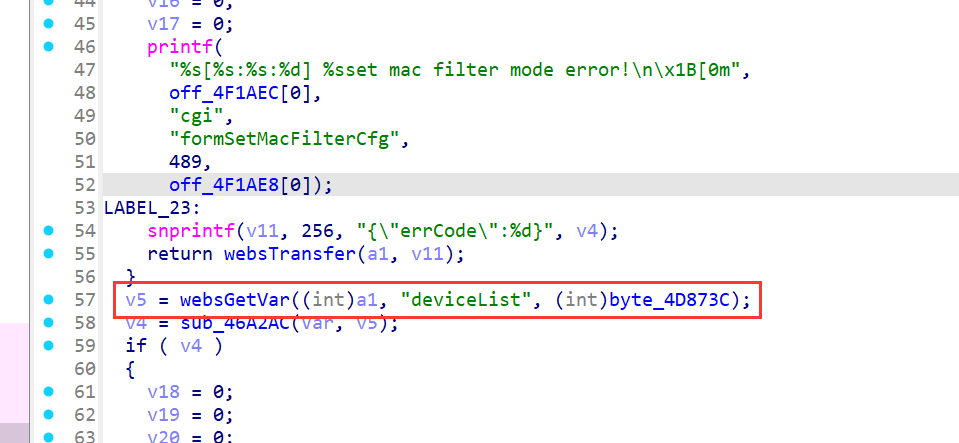 44 v16 = 0;
45 v17 = 0;
46 printf(
47 "%s[%s:%s:%d] %sset mac filter mode error!\n\x1B[0m",
48 off_4F1AEC[0],
49 "cgi",
50 "formSetMacFilterCfg",
51 489,
52 off_4F1AE8[0]);
53 LABEL_23:
54 snprintf(v11, 256, "{\"errCode\":%d}", v4);
55 return websTransfer(a1, v11);
56 }
57 v5 = websGetVar((int)a1, "deviceList", (int)byte_4D873C);
58 v4 = sub_46A2AC(Var, v5);
59 if ( v4 )
60 {
61 v18 = 0;
62 v19 = 0;
63 v20 = 0;